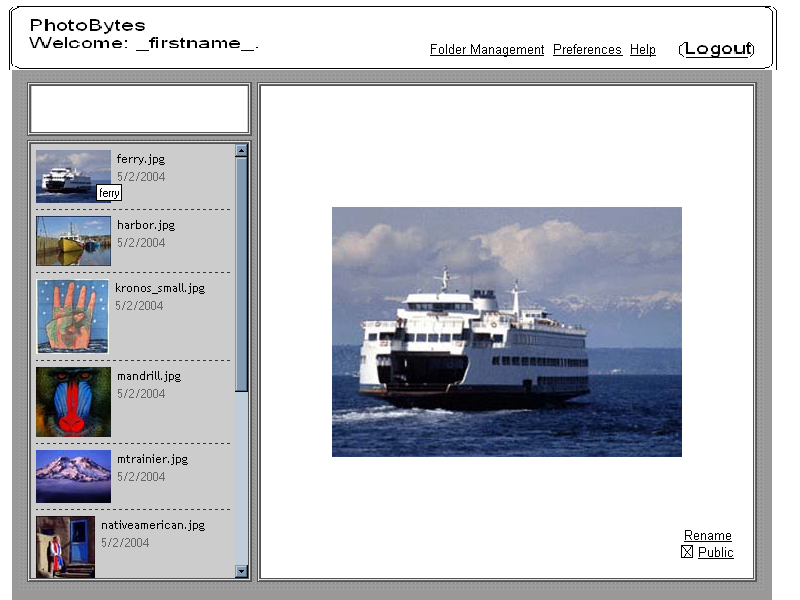 PhotoBytes
Welcome: _firstname_.
Folder Management Preferences Help (Logout)
ferry.jpg
5/2/2004
ferry
harbor.jpg
5/2/2004
kronos_small.jpg
5/2/2004
mandrill.jpg
5/2/2004
mtrainier.jpg
5/2/2004
nativeamerican.jpg
5/2/2004
Rename
Public